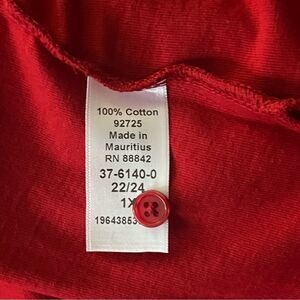 100% Cotton
92725
Made in
Mauritius
RN 88842
37-6140-0
22/24
1X